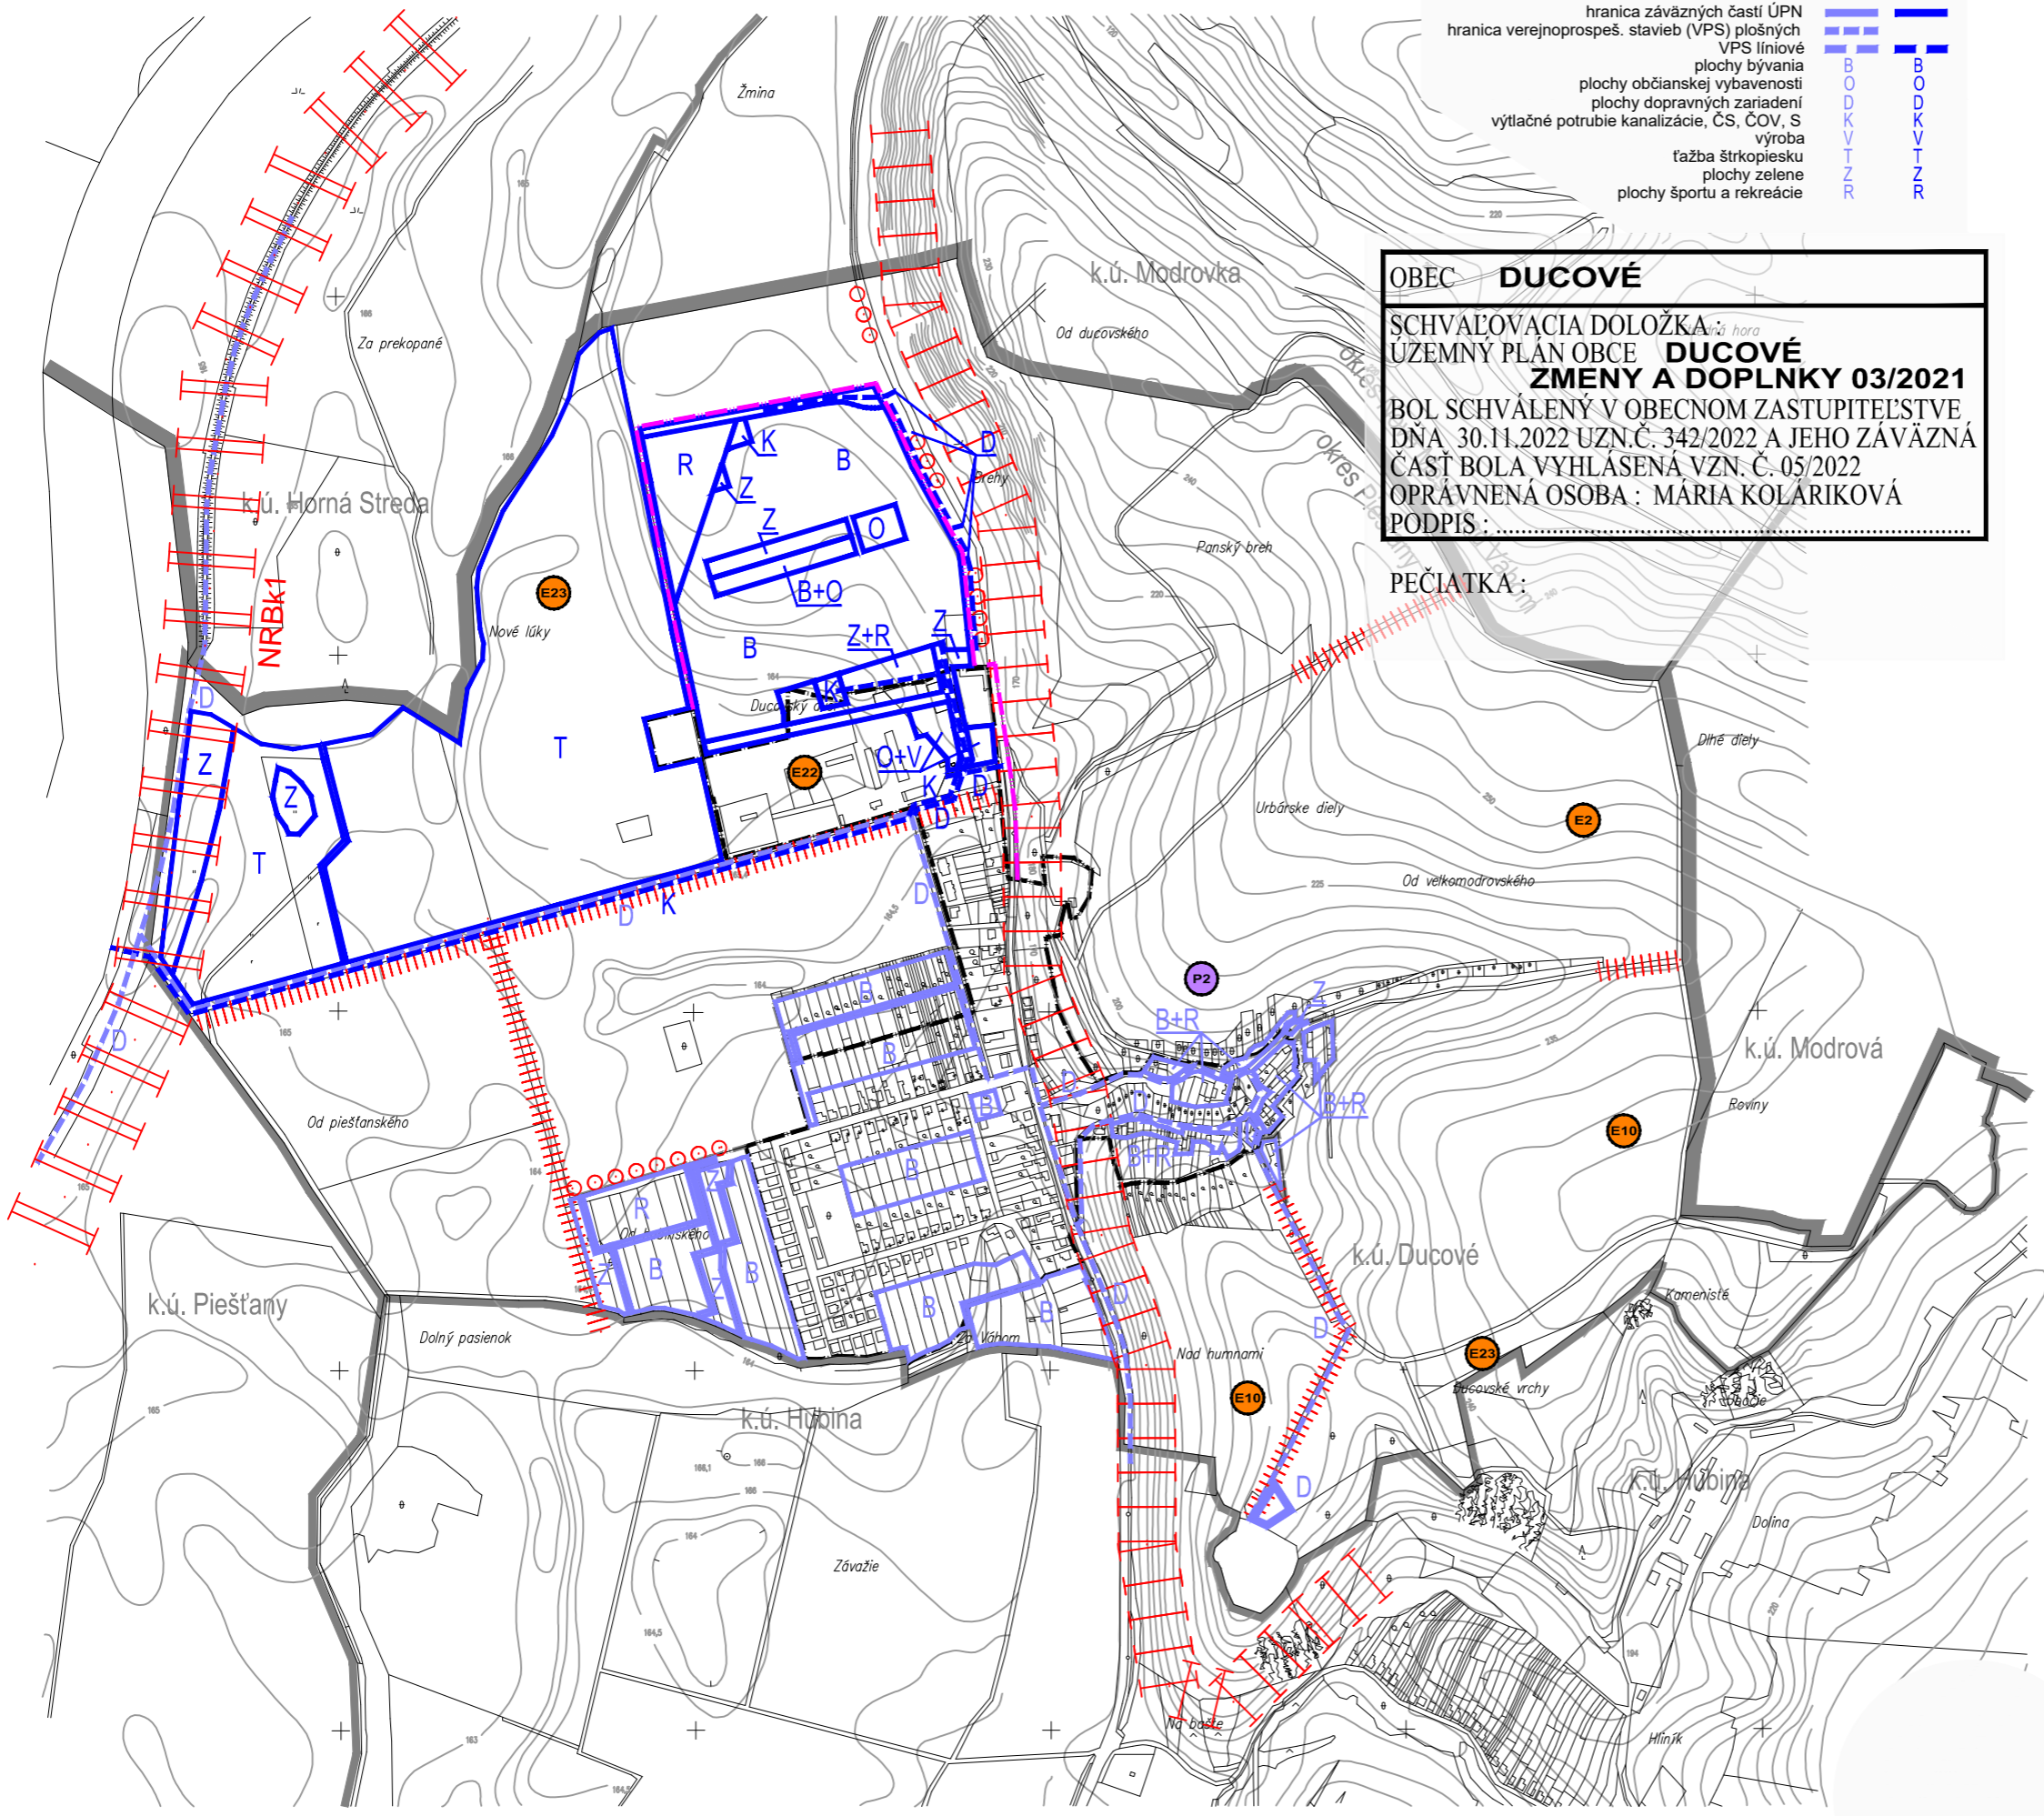 hranica záväzných častí ÚPN
hranica verejnoprospeš. stavieb (VPS) plošných
VPS líniové
plochy bývania B B
plochy občianskej vybavenosti O O
plochy dopravných zariadení D D
výtlačné potrubie kanalizácie, ČS, ČOV, S K K
výroba V V
ťažba štrkopiesku T T
plochy zelene Z Z
plochy športu a rekreácie R R
OBEC DUCOVÉ
SCHVAĽOVACIA DOLOŽKA :
ÚZEMNÝ PLÁN OBCE DUCOVÉ
ZMENY A DOPLNKY 03/2021
BOL SCHVÁLENÝ V OBECNOM ZASTUPITEĽSTVE
DŇA 30.11.2022 UZN.Č. 342/2022 A JEHO ZÁVÄZNÁ
ČASŤ BOLA VYHLÁSENÁ VZN. Č. 05/2022
OPRÁVNENÁ OSOBA : MÁRIA KOLÁRIKOVÁ
PODPIS :
PEČIATKA :
Žmina
k.ú. Modrovka
Od ducovského
Za prekopané
k.ú. Horná Streda
NRBk1
Nové lúky
Panský breh
Urbárske diely
Dlhé diely
Od velkomodrovského
k.ú. Modrová
Roviny
k.ú. Ducové
Kamenisté
Ducovské vrchy
Nad humnami
Od piešťanského
k.ú. Piešťany
Dolný pasienok
Za Váhom
k.ú. Hubina
k.ú. Hubina
Dolina
Závažie
Na bašte
Hliník
E23
E22
E2
P2
E10
E23
E10
R
K
B
D
Z
Z
O
B+O
B
Z+R
Z
K
O+V
K
D
D
T
Z
Z
T
D
D
K
D
D
B
B
B
B
B+R
Z
D
D
B+R
B+R
R
Z
B
Z
Z
B
B
B
D
D
D